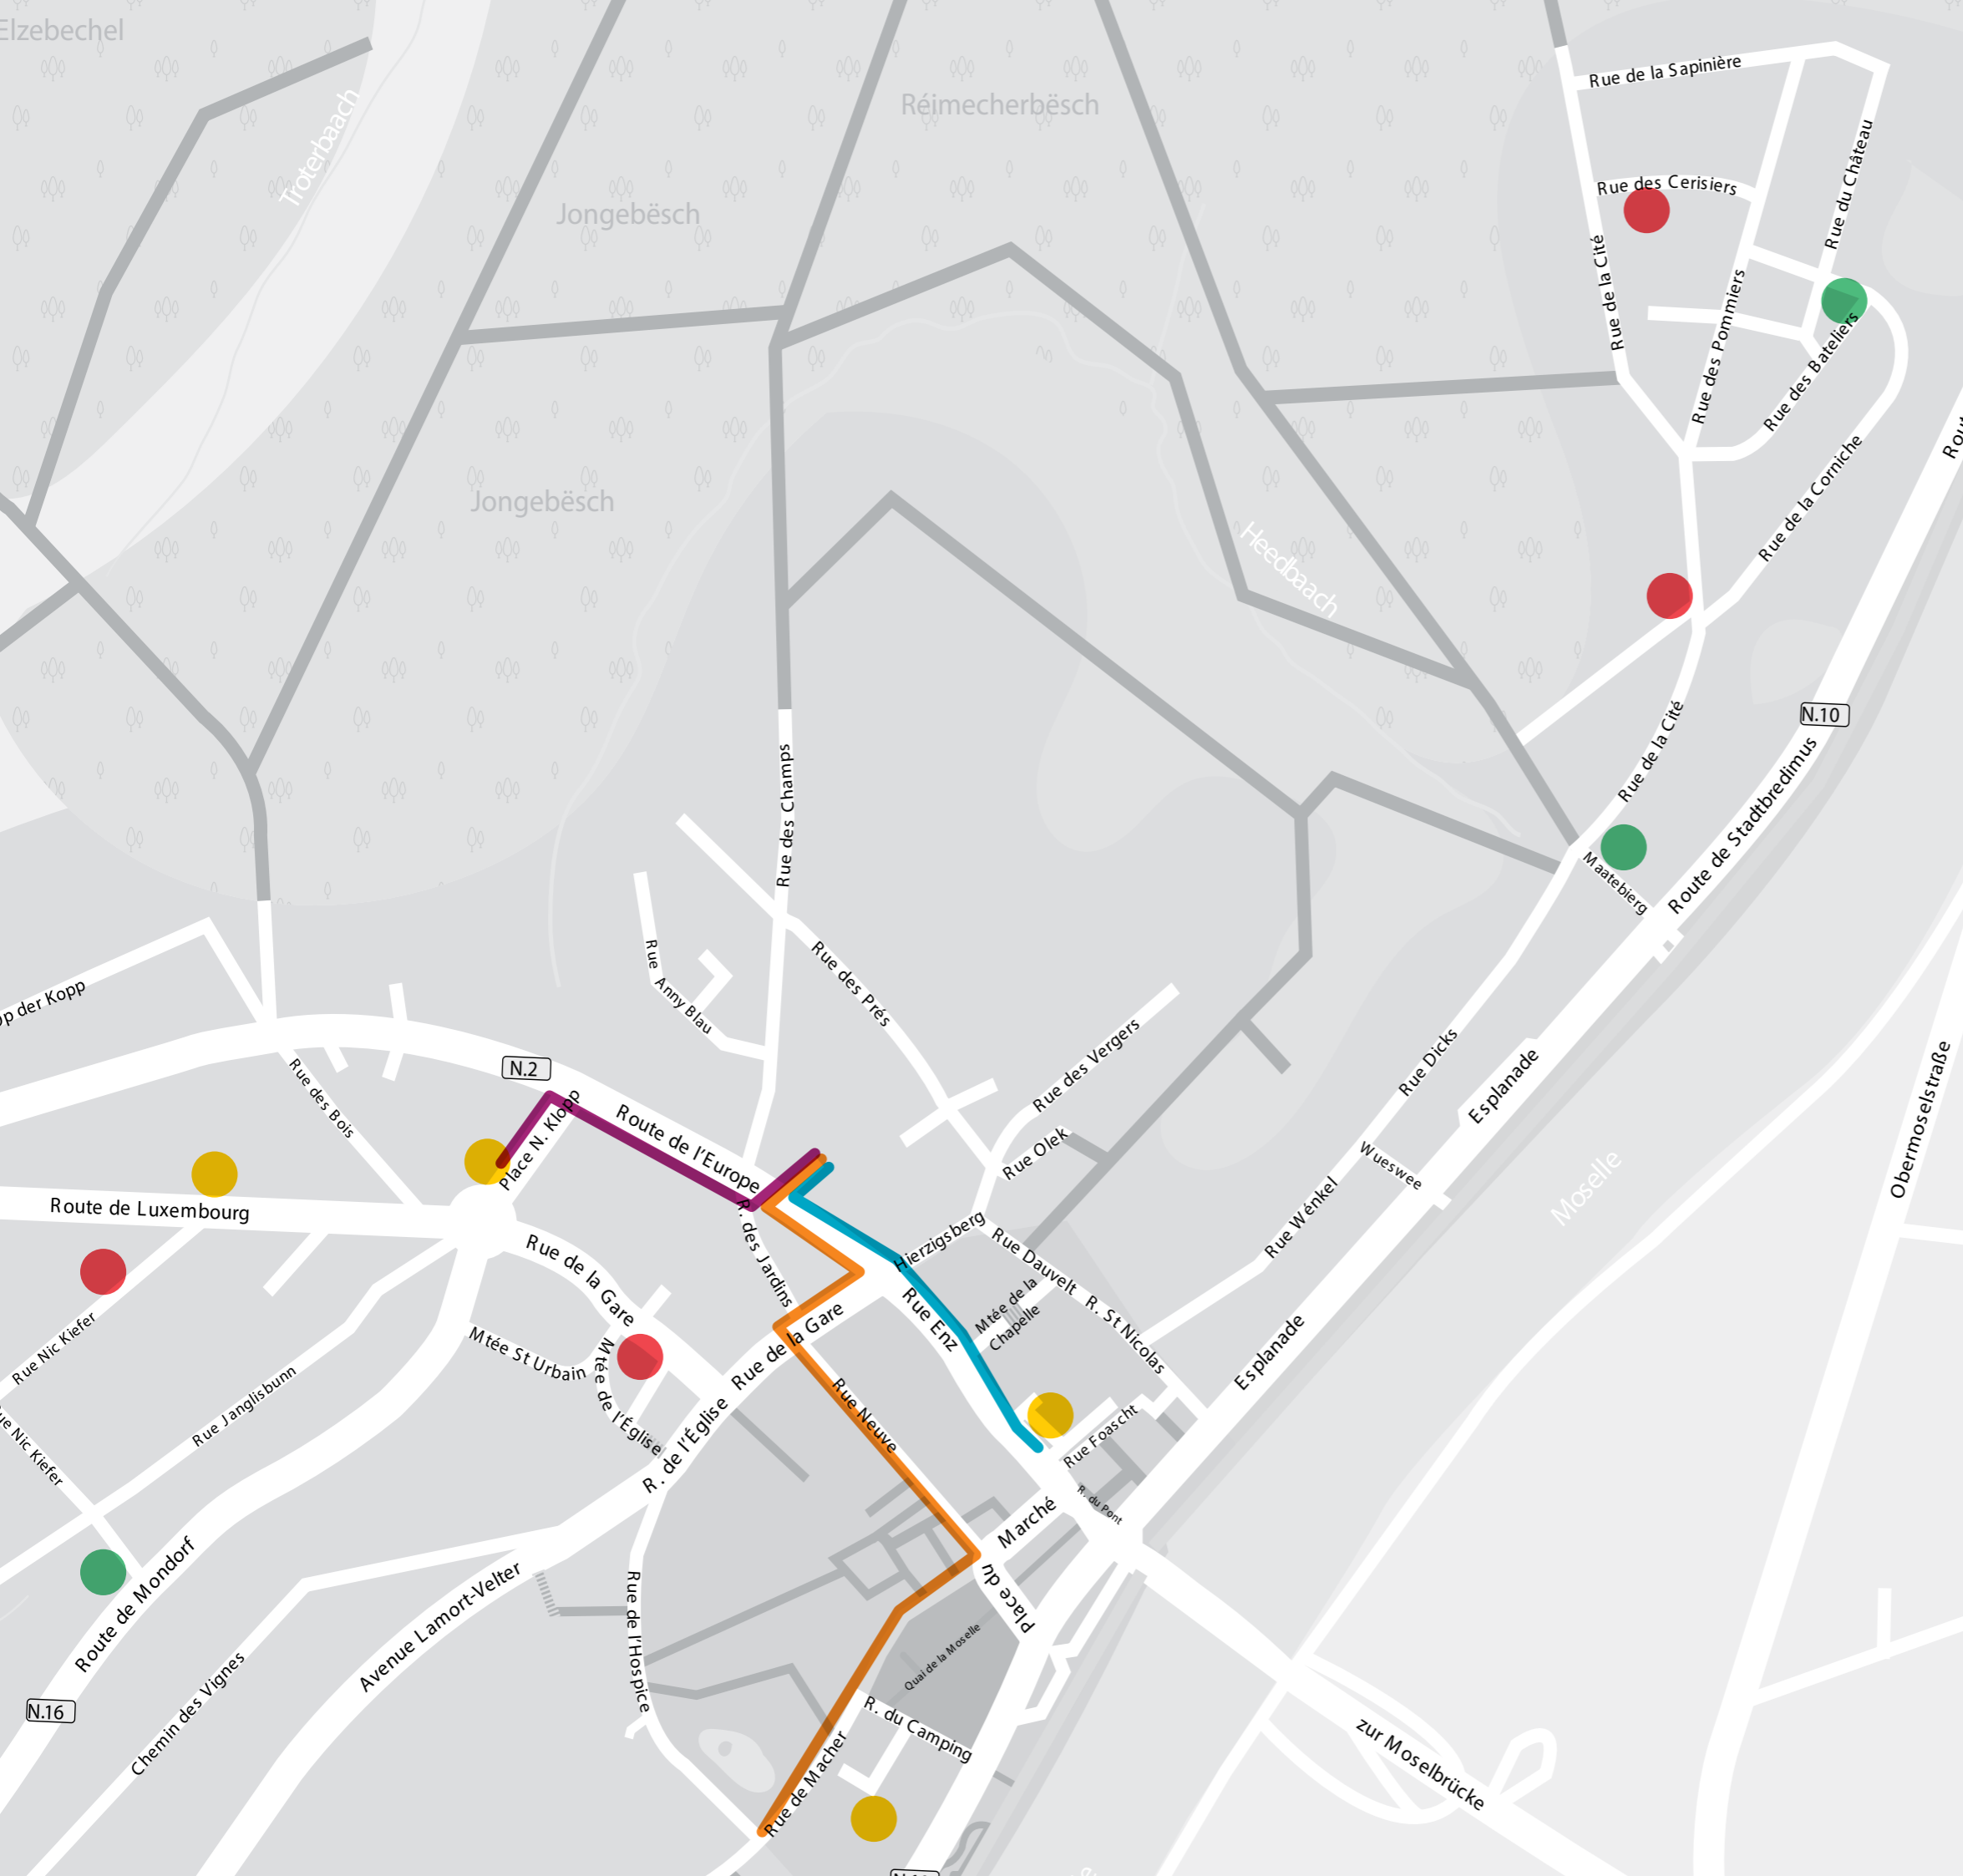 Elzebechel
Troterbaach
Réimecherbësch
Jongebësch
Jongebësch
Heedbaach
Rue de la Sapinière
Rue des Cerisiers
Rue du Château
Rue de la Cité
Rue des Pommiers
Rue des Bateliers
Rue de la Corniche
Rue de la Cité
N.10
Route de Stadtbredimus
Maatebierg
Rue des Champs
Rue des Prés
Rue
Anny Blau
Rue des Vergers
Rue Olek
Rue Dicks
Esplanade
Wueswee
Rue Wénkel
Moselle
Obermoselstraße
der Kopp
N.2
Rue des Bois
Place N. Klopp
Route de l'Europe
Route de Luxembourg
Rue de la Gare
R. des Jardins
Hierzigsberg
Rue Dauvelt
R. St Nicolas
Mtée de la
Chapelle
Rue Enz
Esplanade
Rue Nic Kiefer
Rue Janglisbunn
Mtée St Urbain
Mtée de l'Église
Rue de la Gare
R. de l'Église
Rue Neuve
Rue Foascht
R. du Pont
Marché
Place du
Nic Kiefer
Route de Mondorf
N.16
Chemin des Vignes
Avenue Lamort-Velter
Rue de l'Hospice
Quai de la Moselle
R. du Camping
Rue de Macher
zur Moselbrücke